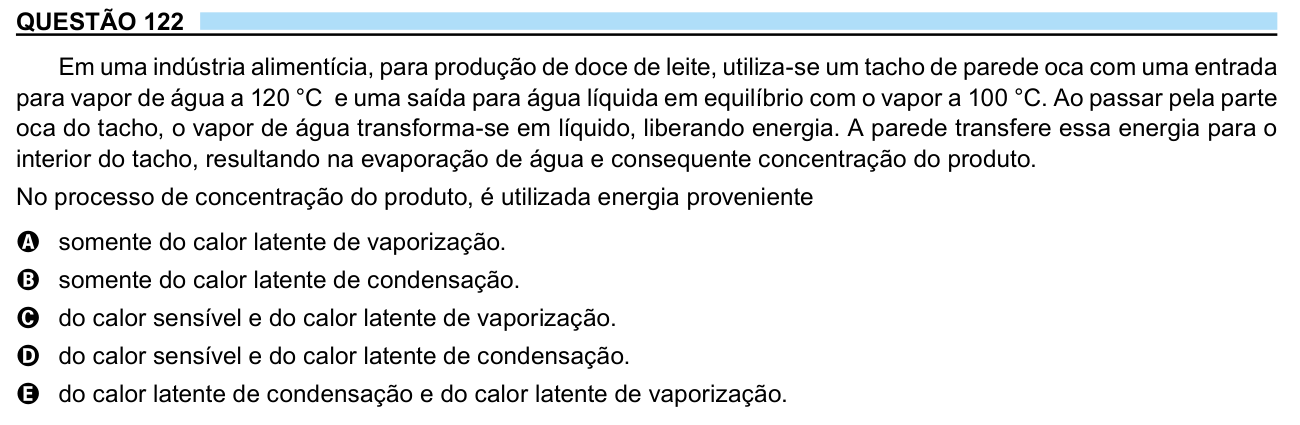 QUESTÃO 122
Em uma indústria alimentícia, para produção de doce de leite, utiliza-se um tacho de parede oca com uma entrada
para vapor de água a 120 °C e uma saída para água líquida em equilíbrio com o vapor a 100 °C. Ao passar pela parte
oca do tacho, o vapor de água transforma-se em líquido, liberando energia. A parede transfere essa energia para o
interior do tacho, resultando na evaporação de água e consequente concentração do produto.
No processo de concentração do produto, é utilizada energia proveniente
A somente do calor latente de vaporização.
B somente do calor latente de condensação.
C do calor sensível e do calor latente de vaporização.
D do calor sensível e do calor latente de condensação.
E do calor latente de condensação e do calor latente de vaporização.